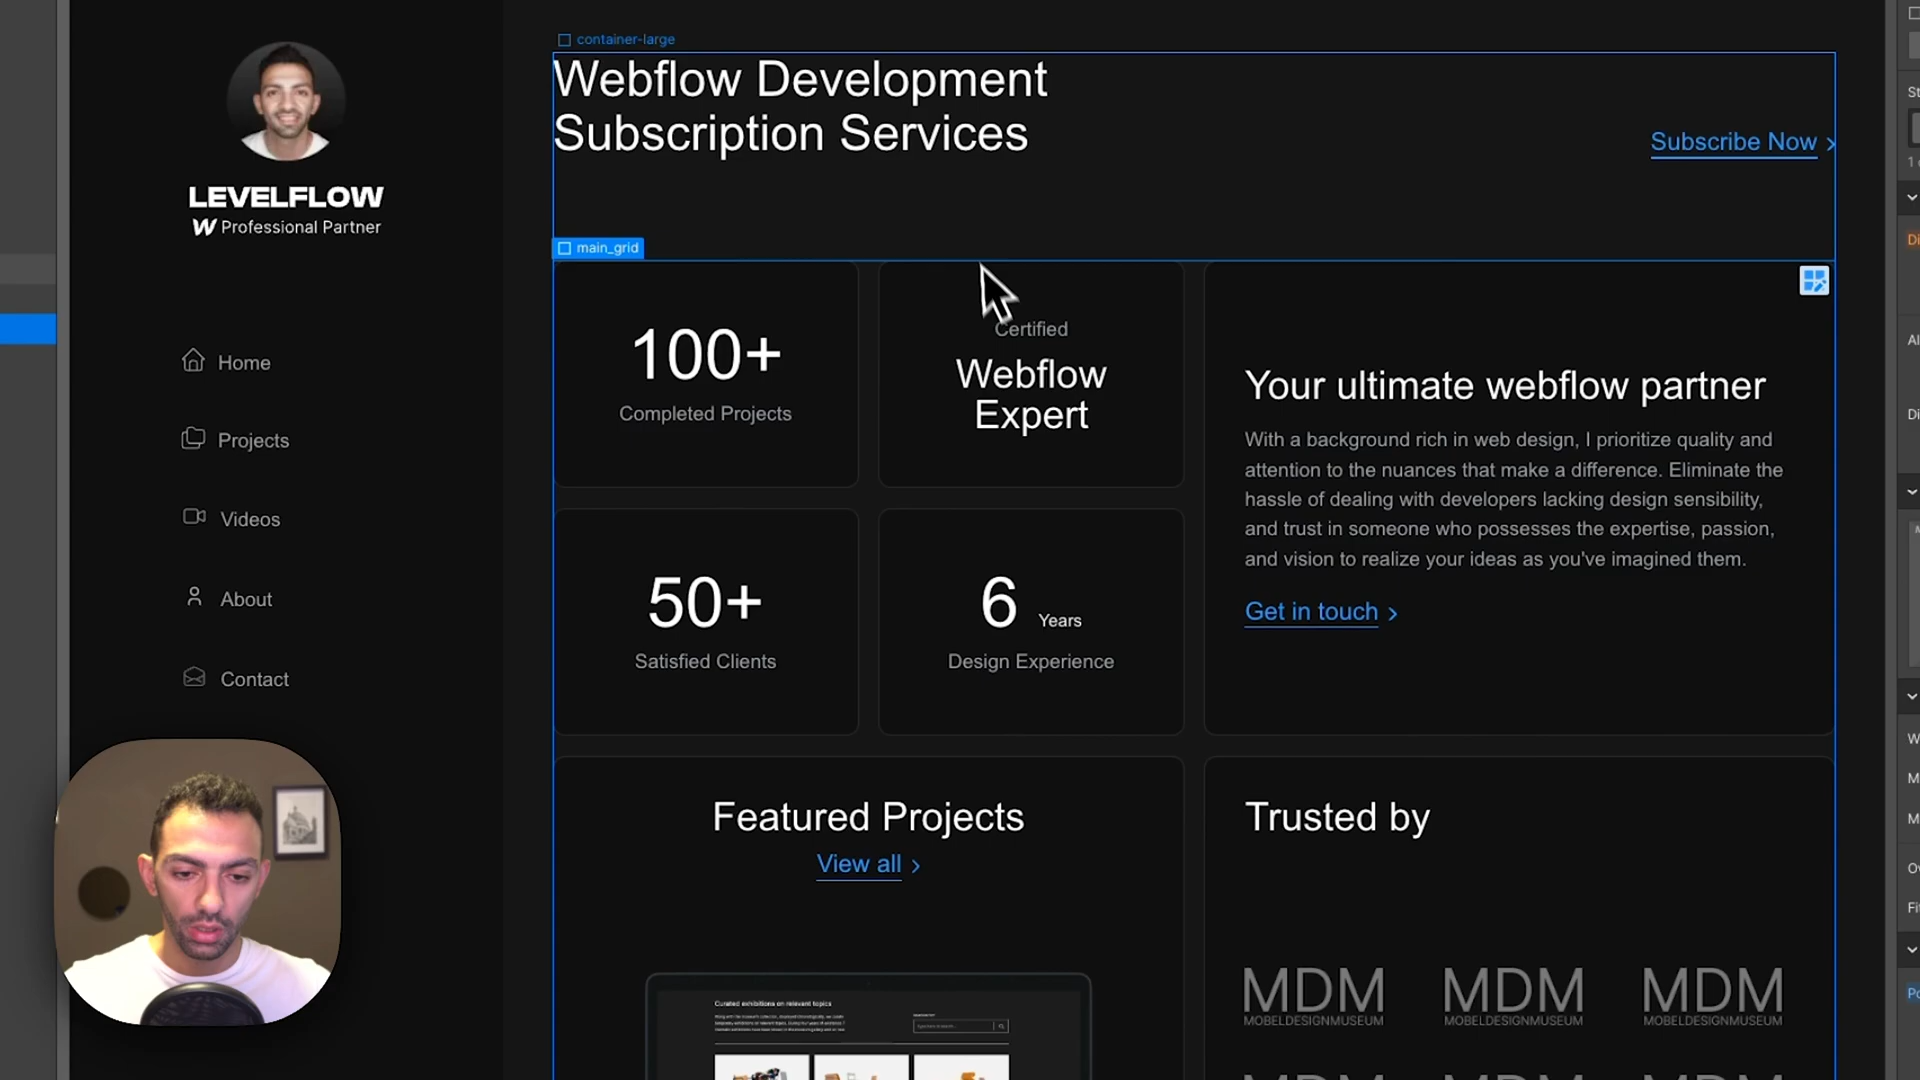 container-large
Webflow Development
Subscription Services
Subscribe Now
LEVELFLOW
W Professional Partner
main_grid
Home
Projects
Videos
About
Contact
100+
Completed Projects
Certified
Webflow
Expert
Your ultimate webflow partner
With a background rich in web design, I prioritize quality and
attention to the nuances that make a difference. Eliminate the
hassle of dealing with developers lacking design sensibility,
and trust in someone who possesses the expertise, passion,
and vision to realize your ideas as you've imagined them.
Get in touch
50+
Satisfied Clients
6 Years
Design Experience
Featured Projects
View all
Trusted by
MDM MDM MDM
MOBELDESIGNMUSEUM MOBELDESIGNMUSEUM MOBELDESIGNMUSEUM
Curated exhibitions on relevant topics